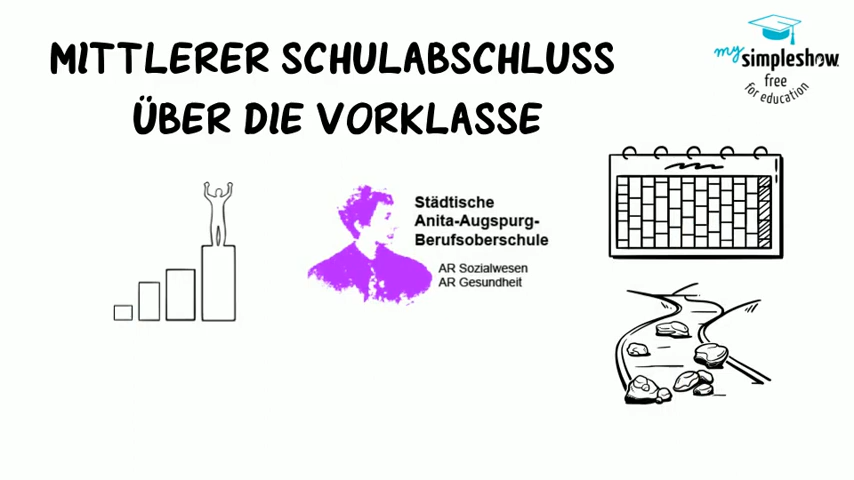 MITTLERER SCHULABSCHLUSS
ÜBER DIE VORKLASSE
my
simpleshow
free
for education
Städtische
Anita-Augspurg-
Berufsoberschule
AR Sozialwesen
AR Gesundheit